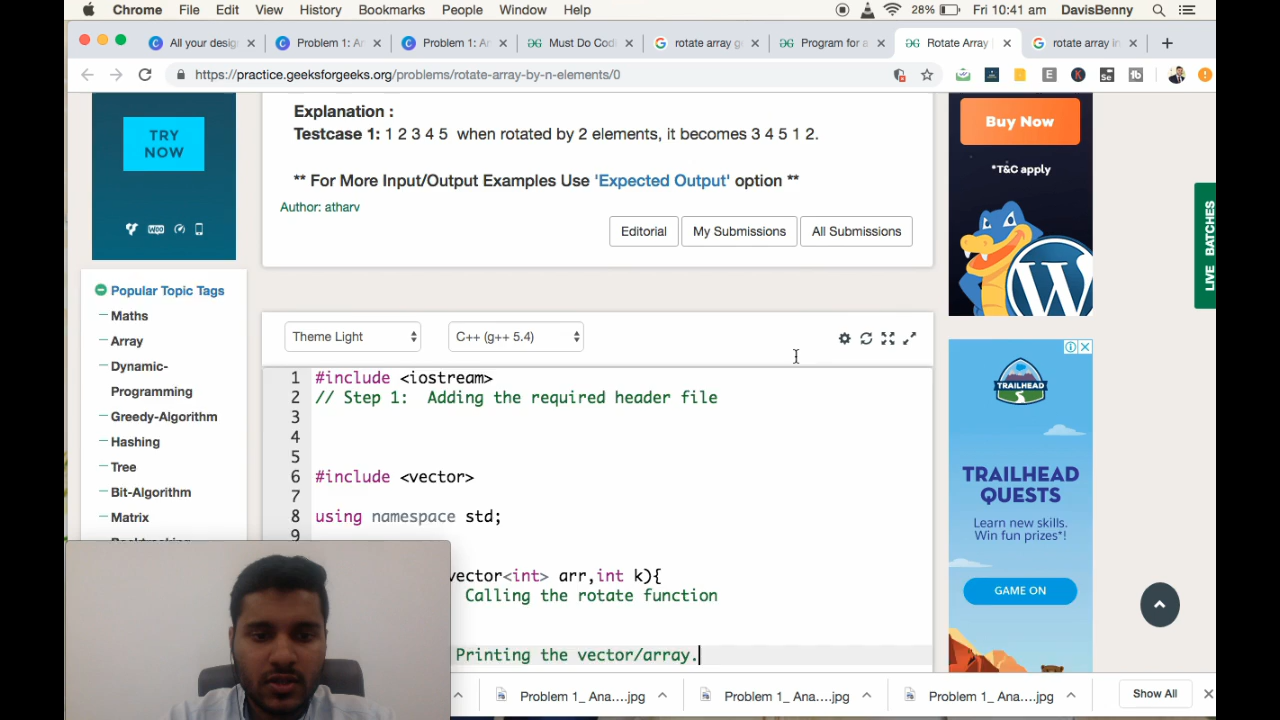 Chrome File Edit View History Bookmarks People Window Help 28% Fri 10:41 am DavisBenny
All your desig
Problem 1: A
Problem 1: A
Must Do Codi
rotate array g
Program for a
Rotate Array |
rotate array in
https://practice.geeksforgeeks.org/problems/rotate-array-by-n-elements/0
TRY
NOW
WOO
Explanation :
Testcase 1: 1 2 3 4 5 when rotated by 2 elements, it becomes 3 4 5 1 2.
** For More Input/Output Examples Use 'Expected Output' option **
Author: atharv
Editorial My Submissions All Submissions
Buy Now
*T&C apply
LIVE BATCHES
Popular Topic Tags
Maths
Array
Dynamic-
Programming
Greedy-Algorithm
Hashing
Tree
Bit-Algorithm
Matrix
Theme Light C++ (g++ 5.4)
1 #include <iostream>
2 // Step 1: Adding the required header file
3
4
5
6 #include <vector>
7
8 using namespace std;
9
vector<int> arr,int k){
Calling the rotate function
Printing the vector/array.
TRAILHEAD
TRAILHEAD
QUESTS
Learn new skills.
Win fun prizes*!
GAME ON
Problem 1_ Ana....jpg
Problem 1_ Ana....jpg
Problem 1_ Ana....jpg
Show All